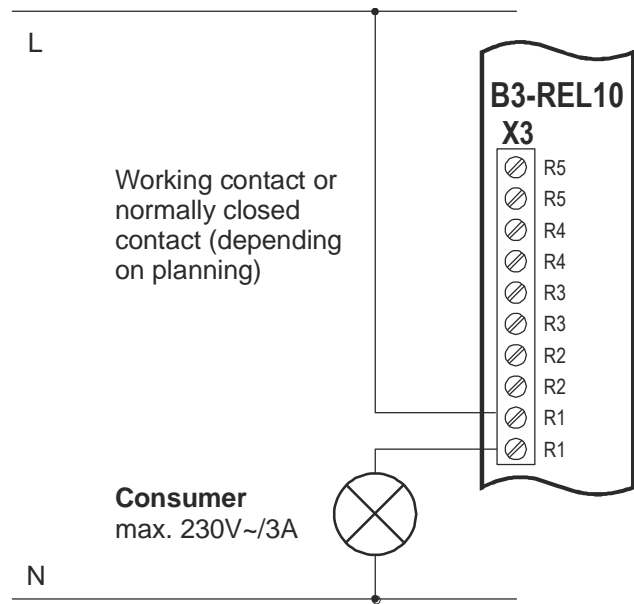 L
B3-REL10
X3
R5
R5
R4
R4
R3
R3
R2
R2
R1
R1
Working contact or
normally closed
contact (depending
on planning)
Consumer
max. 230V~/3A
N